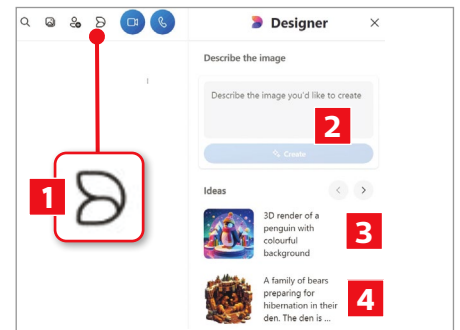 Designer
Describe the image
Describe the image you'd like to create
2
Create
1
Ideas
3D render of a
penguin with
colourful
background
3
A family of bears
preparing for
hibernation in their
den. The den is ...
4